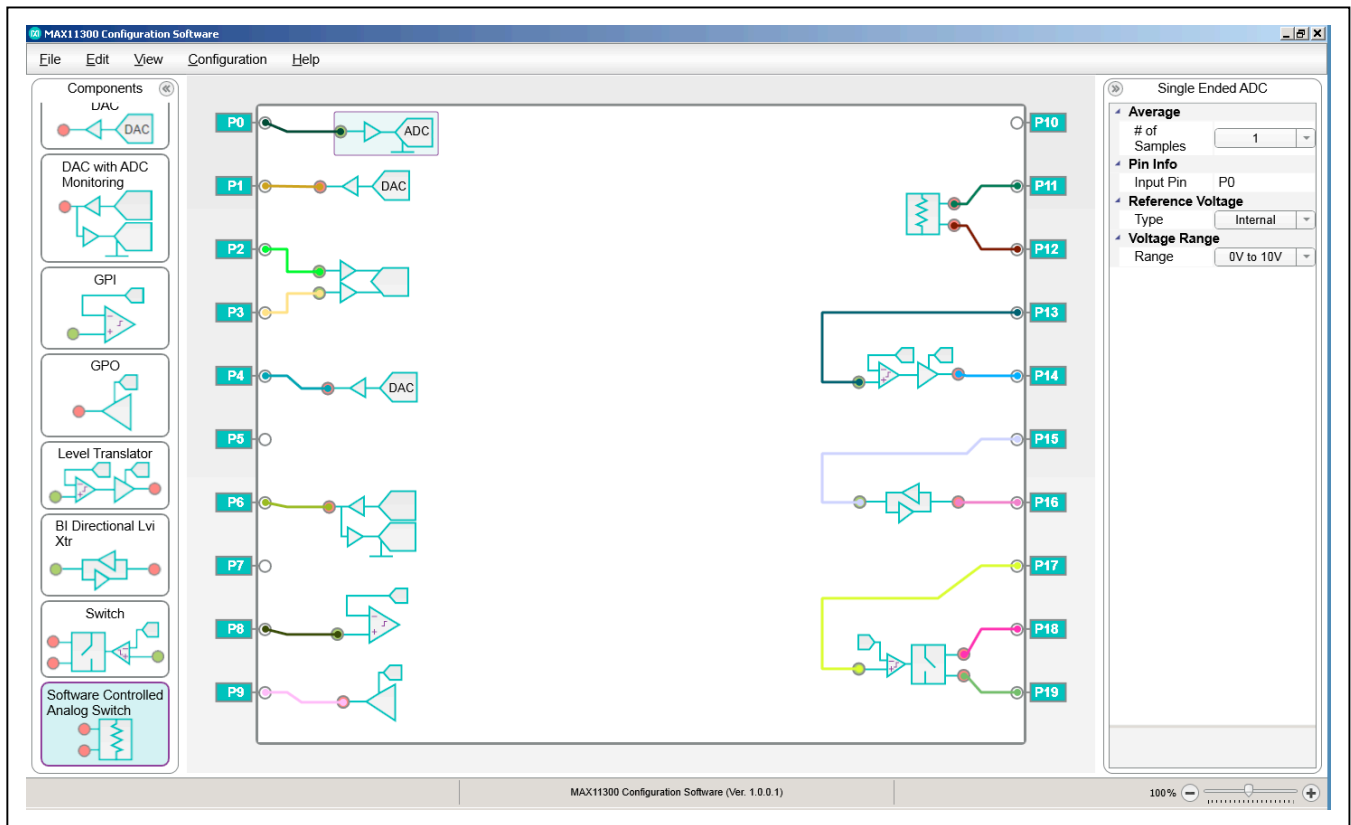 MAX11300 Configuration Software
File Edit View Configuration Help
Components
DAC
DAC
DAC with ADC
Monitoring
GPI
GPO
Level Translator
BI Directional Lvi
Xtr
Switch
Software Controlled
Analog Switch
P0
ADC
P1
DAC
P2
P3
P4
DAC
P5
P6
P7
P8
P9
P10
P11
P12
P13
P14
P15
P16
P17
P18
P19
Single Ended ADC
Average
# of
Samples 1
Pin Info
Input Pin P0
Reference Voltage
Type Internal
Voltage Range
Range 0V to 10V
MAX11300 Configuration Software (Ver. 1.0.0.1)
100%